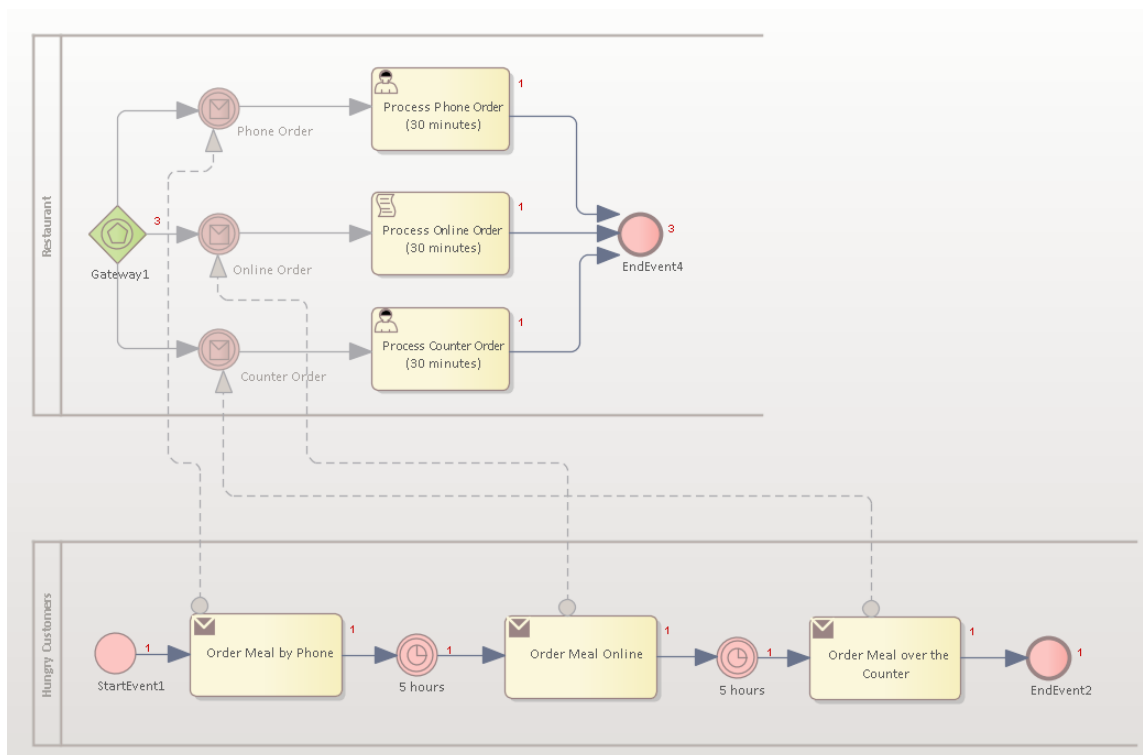 Restaurant
Phone Order
Process Phone Order
(30 minutes)
1
Gateway1
3
Online Order
Process Online Order
(30 minutes)
1
EndEvent4
3
Counter Order
Process Counter Order
(30 minutes)
1
Hungry Customers
StartEvent1
1
Order Meal by Phone
1
5 hours
1
Order Meal Online
1
5 hours
1
Order Meal over the
Counter
1
EndEvent2
1